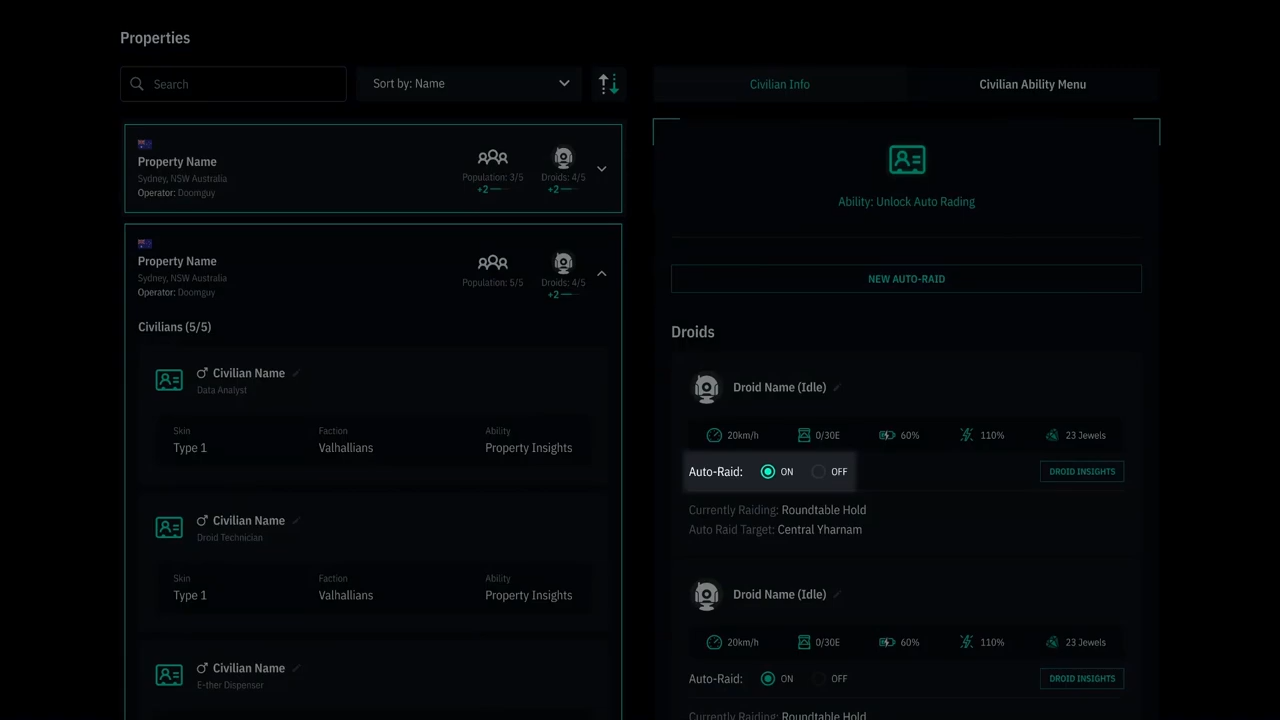 Properties
Search
Sort by: Name
Property Name
Sydney, NSW Australia
Operator: Doomguy
Population: 3/5
+2
Droids: 4/5
+2
Property Name
Sydney, NSW Australia
Operator: Doomguy
Population: 5/5
Droids: 4/5
+2
Civilians (5/5)
Civilian Name
Data Analyst
Skin Faction Ability
Type 1 Valhallians Property Insights
Civilian Name
Droid Technician
Skin Faction Ability
Type 1 Valhallians Property Insights
Civilian Name
E-ther Dispenser
Civilian Info
Civilian Ability Menu
Ability: Unlock Auto Rading
NEW AUTO-RAID
Droids
Droid Name (Idle)
20km/h 0/30E 60% 110% 23 Jewels
Auto-Raid: ON OFF
DROID INSIGHTS
Currently Raiding: Roundtable Hold
Auto Raid Target: Central Yharnam
Droid Name (Idle)
20km/h 0/30E 60% 110% 23 Jewels
Auto-Raid: ON OFF
DROID INSIGHTS
Currently Raiding: Roundtable Hold